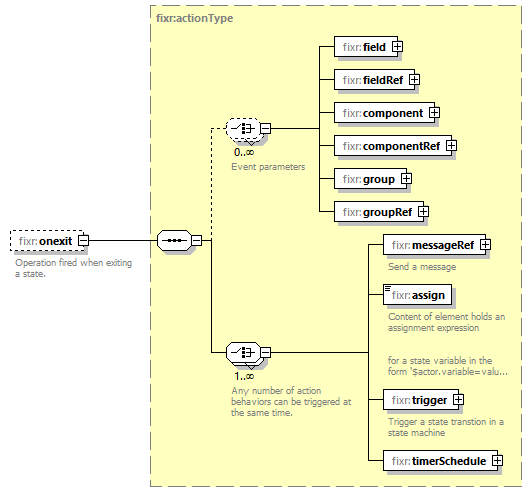 fixr:actionType
fixr:field
fixr:fieldRef
fixr:component
0..∞
fixr:componentRef
Event parameters
fixr:group
fixr:groupRef
fixr:onexit
fixr:messageRef
Operation fired when exiting
a state.
Send a message
fixr:assign
Content of element holds an
assignment expression
for a state variable in the
form '$actor.variable=valu...
1..∞
Any number of action
behaviors can be triggered at
the same time.
fixr:trigger
Trigger a state transtion in a
state machine
fixr:timerSchedule